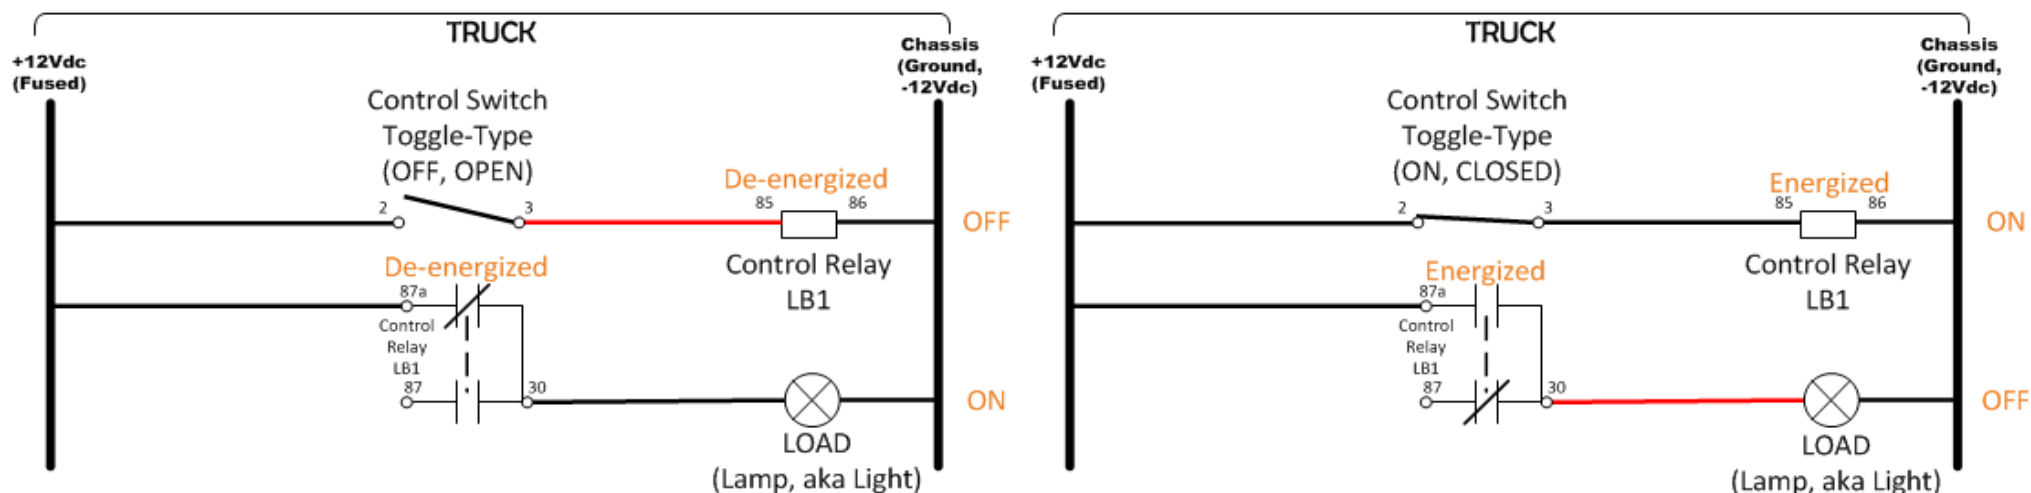 TRUCK
+12Vdc
(Fused)
Chassis
(Ground,
-12Vdc)
Control Switch
Toggle-Type
(OFF, OPEN)
De-energized
2
3
85
86
OFF
De-energized
Control Relay
LB1
87a
Control
Relay
LB1
87
30
ON
LOAD
(Lamp, aka Light)
TRUCK
+12Vdc
(Fused)
Chassis
(Ground,
-12Vdc)
Control Switch
Toggle-Type
(ON, CLOSED)
Energized
2
3
85
86
ON
Energized
Control Relay
LB1
87a
Control
Relay
LB1
87
30
OFF
LOAD
(Lamp, aka Light)